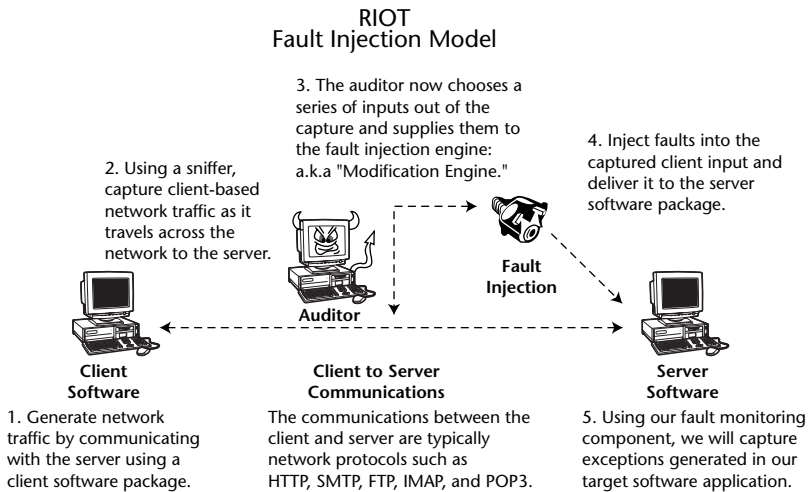 RIOT
Fault Injection Model
3. The auditor now chooses a
series of inputs out of the
capture and supplies them to
the fault injection engine:
a.k.a "Modification Engine."
4. Inject faults into the
captured client input and
deliver it to the server
software package.
2. Using a sniffer,
capture client-based
network traffic as it
travels across the
network to the server.
Fault
Injection
Auditor
Client
Software
Client to Server
Communications
Server
Software
1. Generate network
traffic by communicating
with the server using a
client software package.
The communications between the
client and server are typically
network protocols such as
HTTP, SMTP, FTP, IMAP, and POP3.
5. Using our fault monitoring
component, we will capture
exceptions generated in our
target software application.